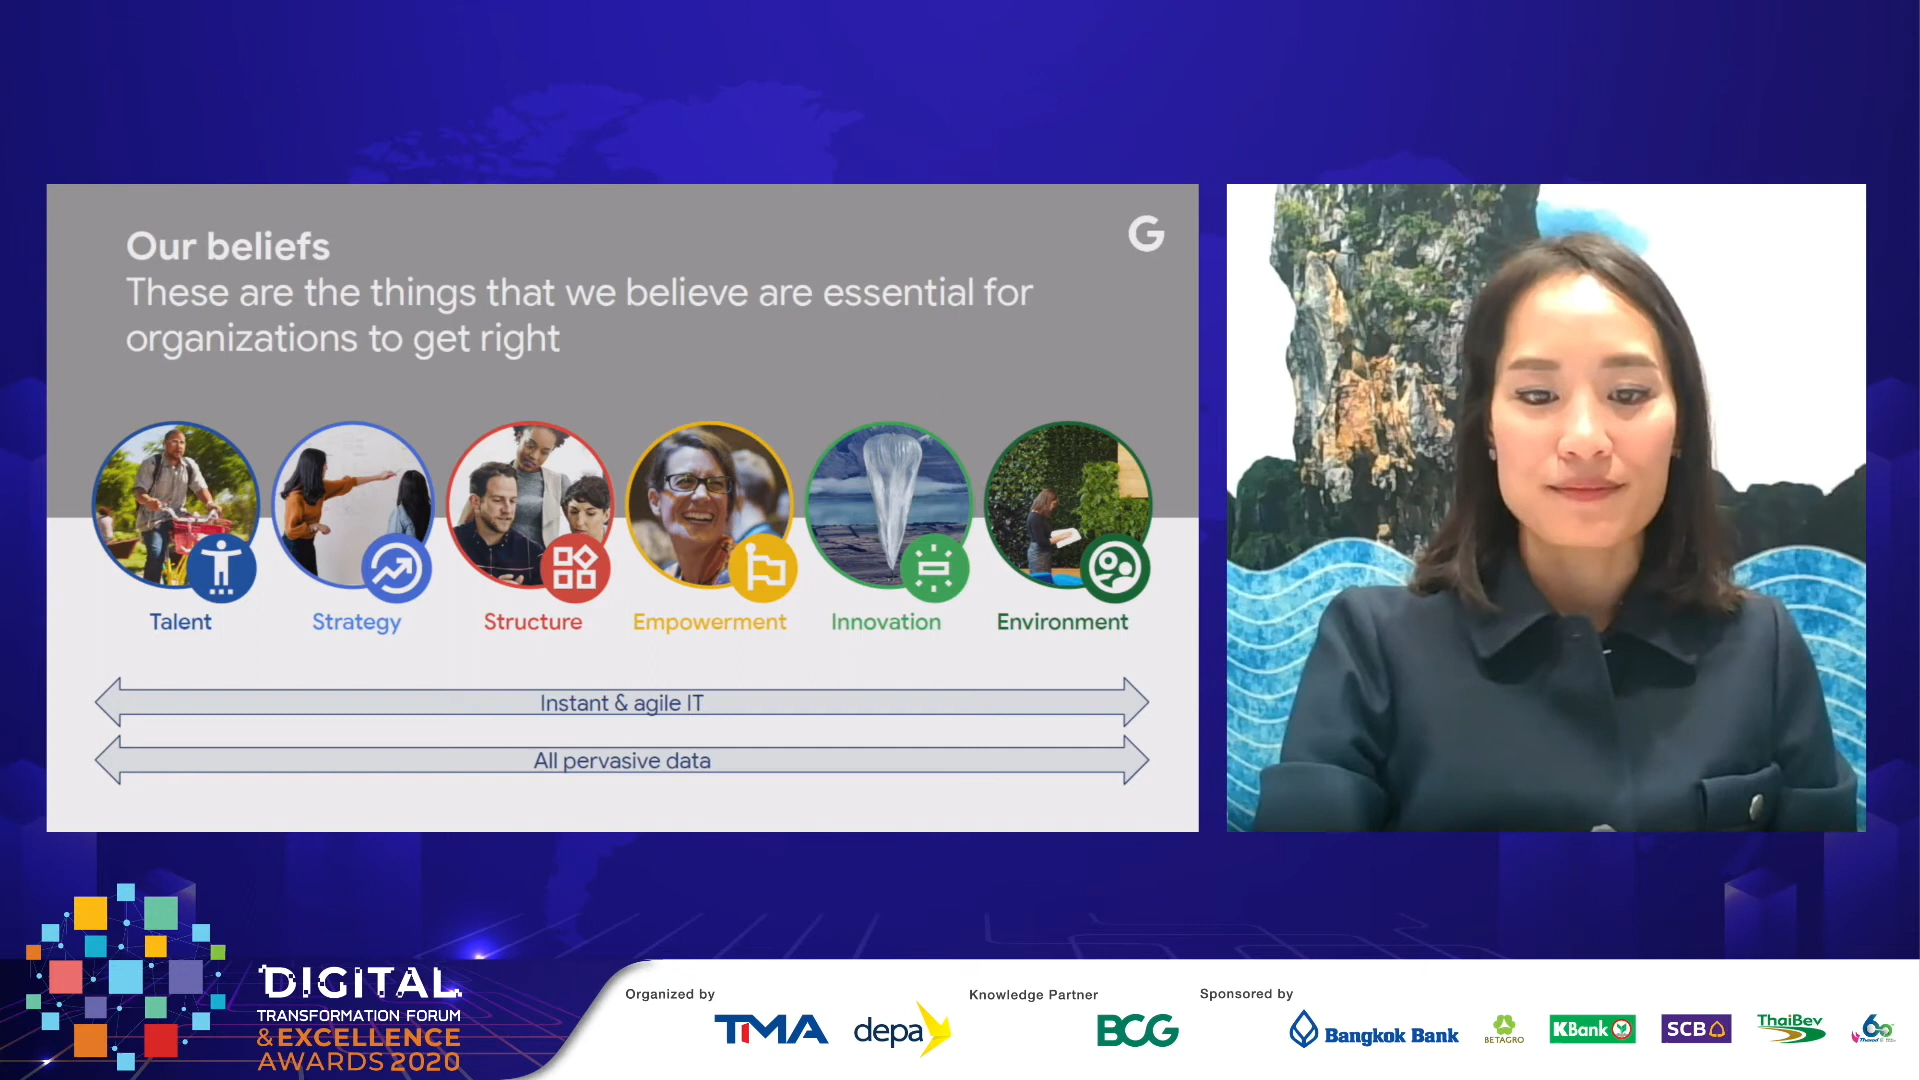 Our beliefs
G
These are the things that we believe are essential for
organizations to get right
Talent
Strategy
Structure
Empowerment
Innovation
Environment
Instant & agile IT
All pervasive data
DIGITAL
TRANSFORMATION FORUM
& EXCELLENCE
AWARDS 2020
Organized by
TMA
depa
Knowledge Partner
BCG
Sponsored by
Bangkok Bank
BETAGRO
KBank
SCB
ThaiBev
60